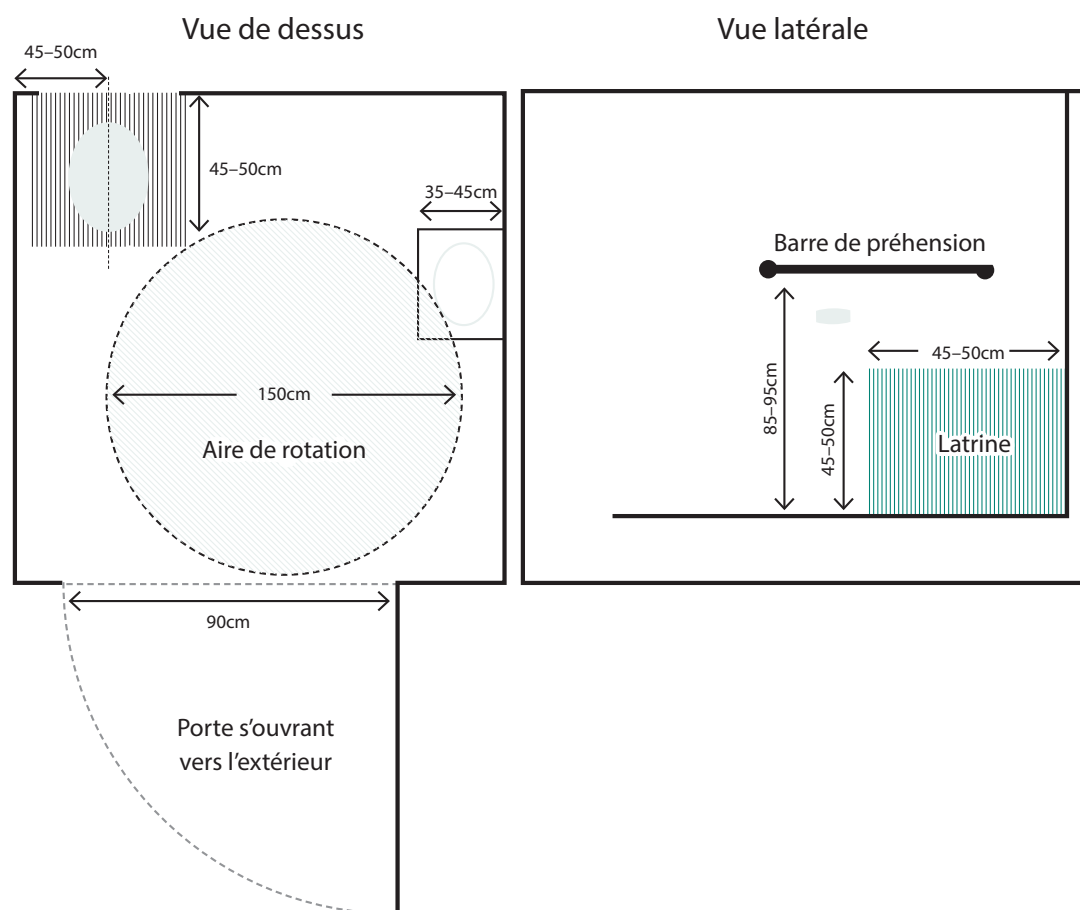 Vue de dessus
45–50cm
45–50cm
35–45cm
150cm
Aire de rotation
90cm
Porte s’ouvrant
vers l’extérieur
Vue latérale
Barre de préhension
85–95cm
45–50cm
45–50cm
Latrine